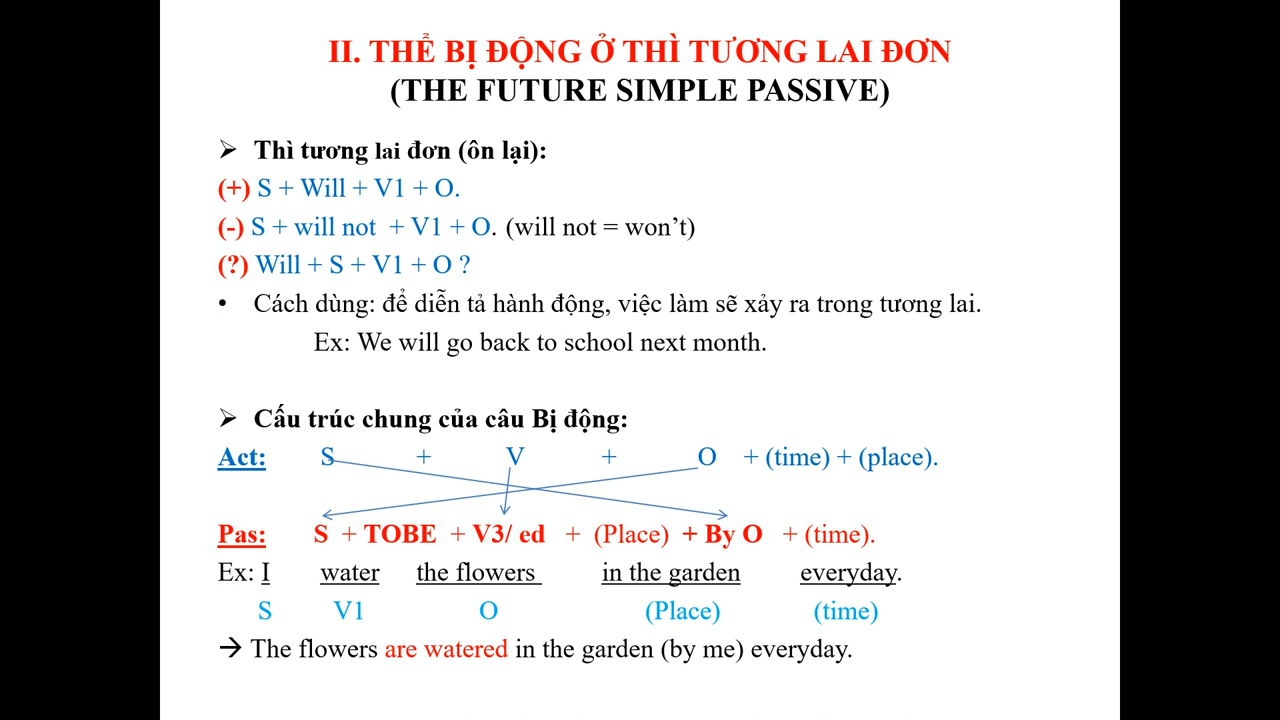 II. THỂ BỊ ĐỘNG Ở THÌ TƯƠNG LAI ĐƠN
(THE FUTURE SIMPLE PASSIVE)
➢ Thì tương lai đơn (ôn lại):
(+) S + Will + V1 + O.
(-) S + will not + V1 + O. (will not = won’t)
(?) Will + S + V1 + O ?
• Cách dùng: để diễn tả hành động, việc làm sẽ xảy ra trong tương lai.
Ex: We will go back to school next month.
➢ Cấu trúc chung của câu Bị động:
Act: S + V + O + (time) + (place).
Pas: S + TOBE + V3/ ed + (Place) + By O + (time).
Ex: I water the flowers in the garden everyday.
S V1 O (Place) (time)
→ The flowers are watered in the garden (by me) everyday.